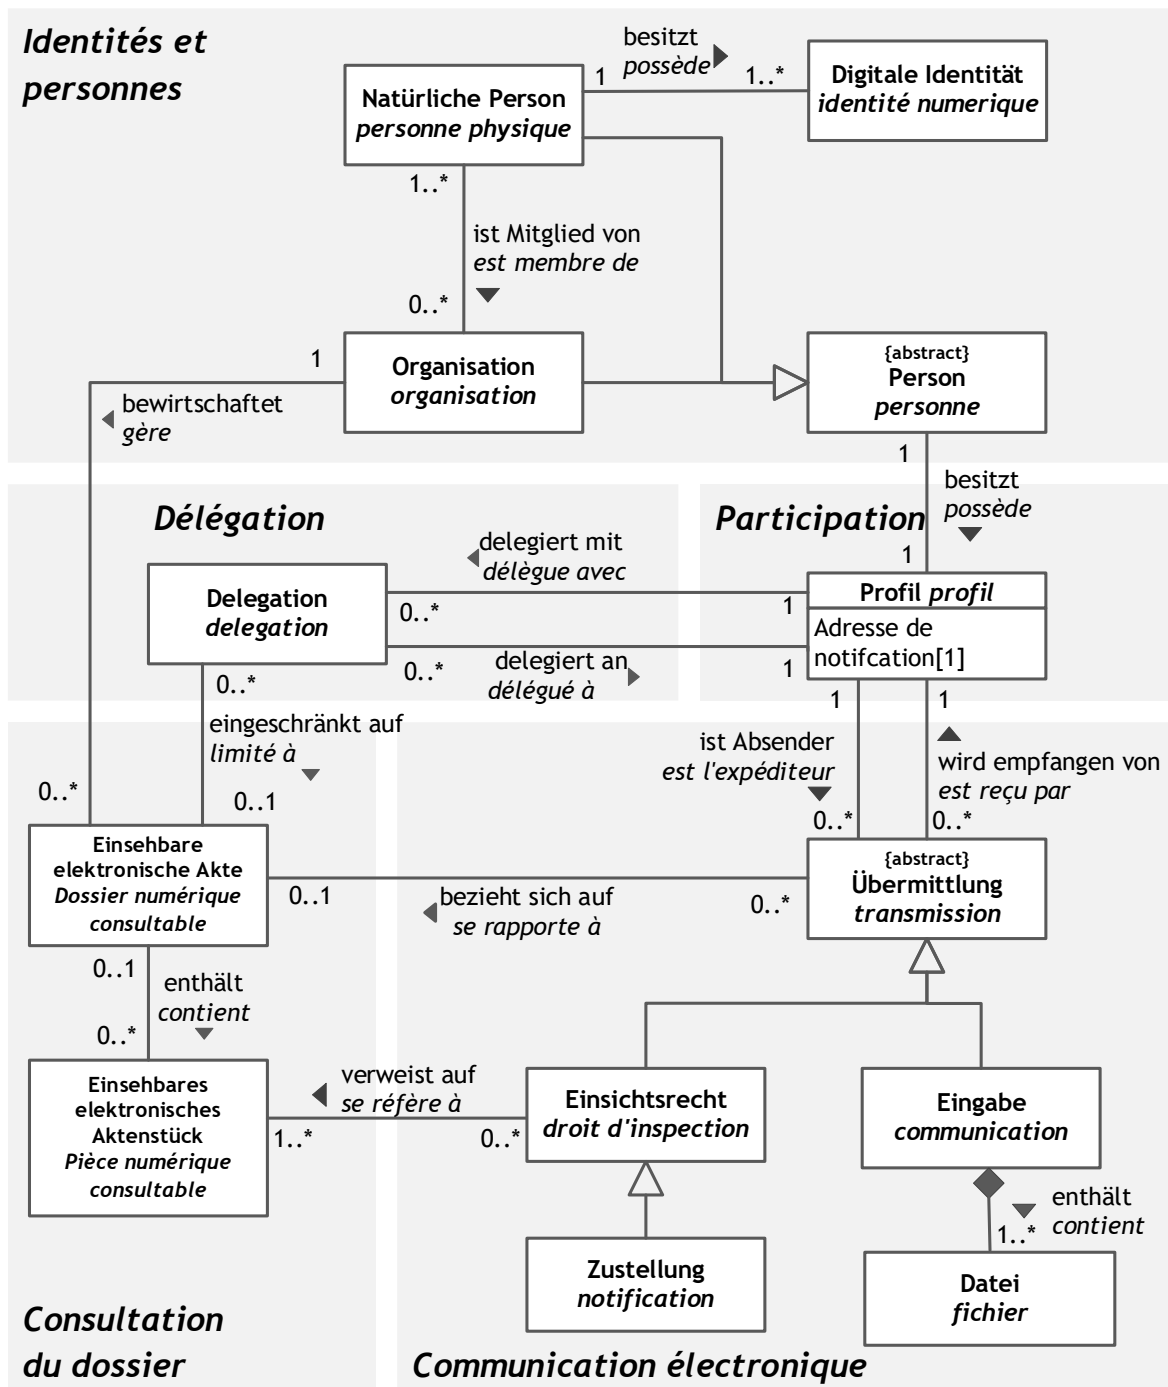 Identités et
personnes
besitzt
possède
1
1..*
Natürliche Person
personne physique
Digitale Identität
identité numerique
1..*
ist Mitglied von
est membre de
0..*
1
Organisation
organisation
{abstract}
Person
personne
bewirtschaftet
gère
1
besitzt
possède
1
Délégation
Participation
delegiert mit
délègue avec
0..*
1
Delegation
delegation
Profil profil
Adresse de
notifcation[1]
delegiert an
délégué à
0..*
1
0..*
eingeschränkt auf
limité à
0..1
0..*
1
1
ist Absender
est l'expéditeur
wird empfangen von
est reçu par
0..*
0..*
Einsehbare
elektronische Akte
Dossier numérique
consultable
0..1
bezieht sich auf
se rapporte à
0..*
{abstract}
Übermittlung
transmission
0..1
enthält
contient
0..*
Einsehbares
elektronisches
Aktenstück
Pièce numérique
consultable
verweist auf
se réfère à
1..*
0..*
Einsichtsrecht
droit d'inspection
Eingabe
communication
enthält
contient
1..*
Zustellung
notification
Datei
fichier
Consultation
du dossier
Communication électronique